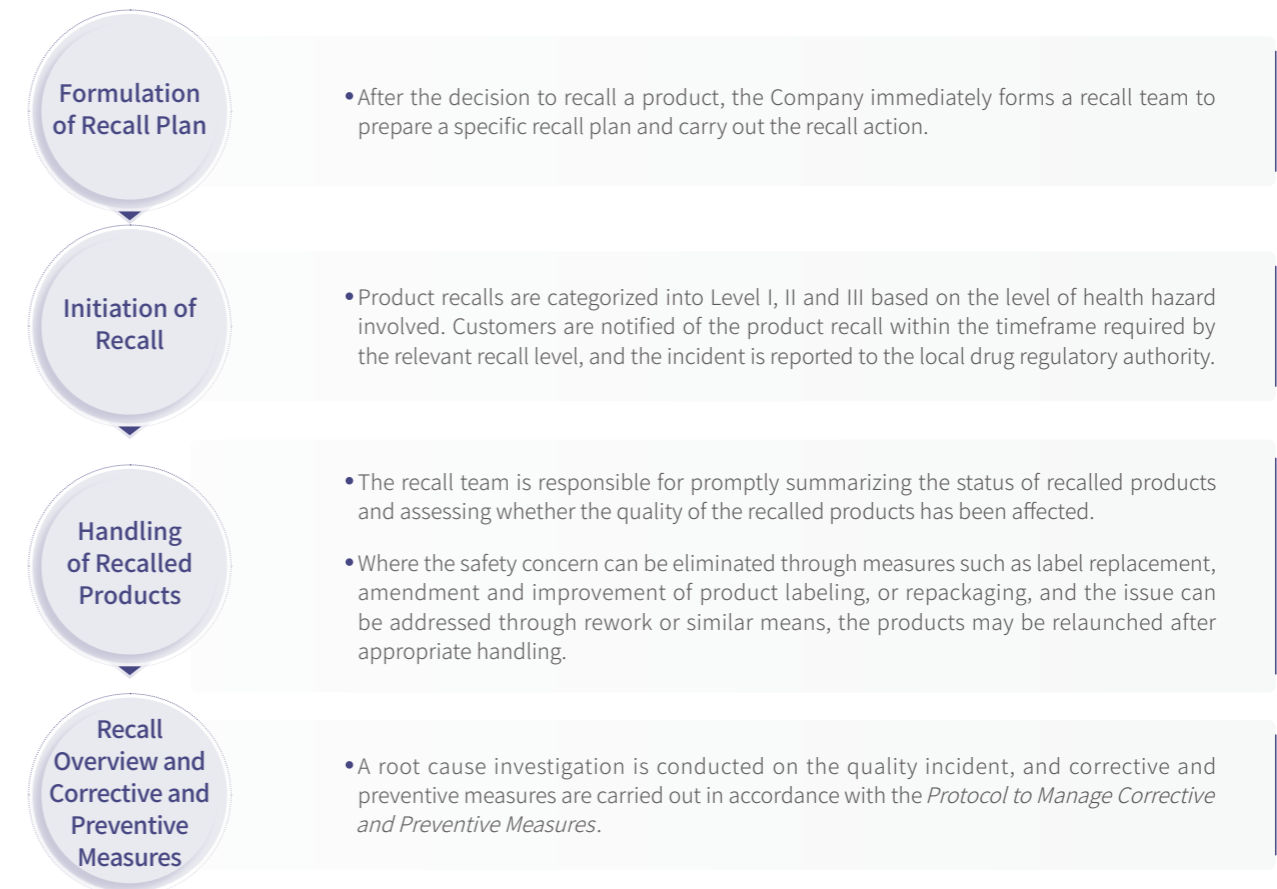 Formulation
of Recall Plan
•After the decision to recall a product, the Company immediately forms a recall team to
prepare a specific recall plan and carry out the recall action.
Initiation of
Recall
•Product recalls are categorized into Level I, II and III based on the level of health hazard
involved. Customers are notified of the product recall within the timeframe required by
the relevant recall level, and the incident is reported to the local drug regulatory authority.
Handling
of Recalled
Products
•The recall team is responsible for promptly summarizing the status of recalled products
and assessing whether the quality of the recalled products has been affected.
•Where the safety concern can be eliminated through measures such as label replacement,
amendment and improvement of product labeling, or repackaging, and the issue can
be addressed through rework or similar means, the products may be relaunched after
appropriate handling.
Recall
Overview and
Corrective and
Preventive
Measures
•A root cause investigation is conducted on the quality incident, and corrective and
preventive measures are carried out in accordance with the Protocol to Manage Corrective
and Preventive Measures.